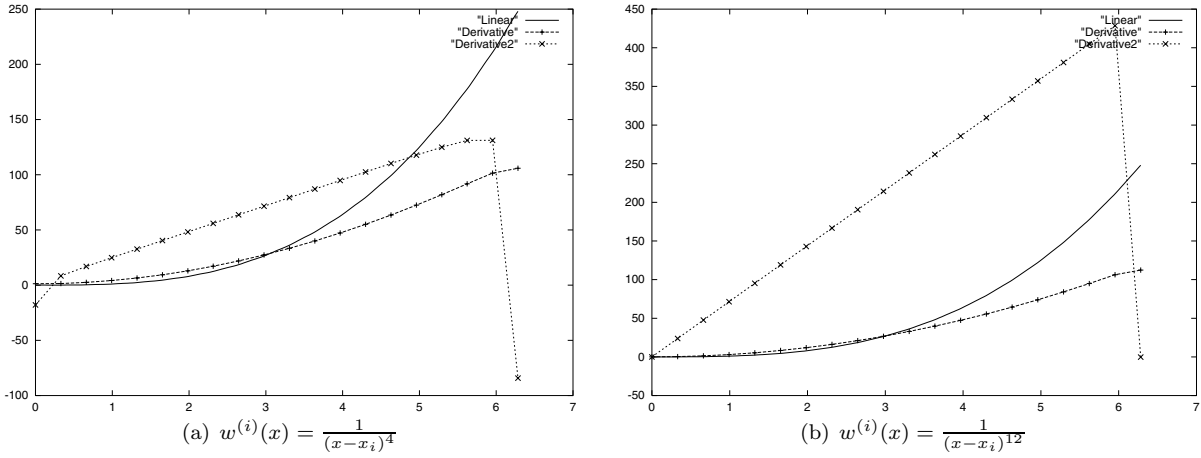 250
200
150
100
50
0
-50
-100
0 1 2 3 4 5 6 7
"Linear"
"Derivative"
"Derivative2"
(a) w^{(i)}(x) = \frac{1}{(x-x_i)^4}
450
400
350
300
250
200
150
100
50
0
-50
0 1 2 3 4 5 6 7
"Linear"
"Derivative"
"Derivative2"
(b) w^{(i)}(x) = \frac{1}{(x-x_i)^{12}}